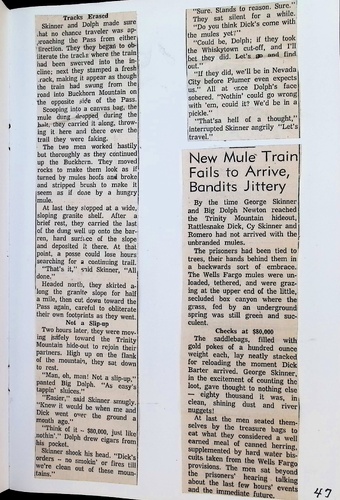 Tracks Erased
Skinner and Dolph made sure
that no chance traveler was ap-
proaching the Pass from either
direction. They they began to ob-
literate the tracks where the train
had been swerved into the in-
cline; next they stamped a fresh
track, making it appear as though
the train had swung from the
road into Buckhorn Mountain on
the opposite side of the Pass.
Scooping into a canvas bag, the
mule dung dropped during the
halt, they carried it along, throw-
ing it here and there over the
trail they were faking.
The two men worked hastily
but thoroughly as they continued
up the Buckhorn. They moved
rocks to make them look as if
turned by mules hoofs and broke
and stripped brush to make it
seem as if done by a hungry
mule.
At last they stopped at a wide,
sloping granite shelf. After a
brief rest, they carried the last
of the dung well up onto the bar-
ren, hard surface of the slope
and deposited it there. At that
point, a posse could lose hours
searching for a continuing trail.
"That's it," said Skinner, "All
done."
Headed north, they skirted a-
long the granite slope for half
a mile, then cut down toward the
Pass again, careful to obliterate
their own footprints as they went.
Not a Slip-up
Two hours later, they were mov-
ing jutfely toward the Trinity
Mountain hide-out to rejoin their
partners. High up on the flank
of the mountain, they sat down
to rest.
"Man, oh, man! Not a slip-up,"
panted Big Dolph. "As easy's
sappin' skinks."
"Easier," said Skinner smugly.
"Knew it would be when me and
Dick went over the ground a
month ago."
"Think of it - $80,000, just like
nothin'." Dolph drew cigars from
his pocket.
Skinner shook his head. "Dick's
orders - no smokin' or fires till
we're clean out of these moun-
tains."
"Sure. Stands to reason. Sure."
They sat silent for a while.
"Do you think Dick's come with
the mules yet?"
"Could be, Dolph; if they took
the Whiskytown cut-off, and I'll
bet they did. Let's go and find
out."
"If they did, we'll be in Nevada
City before Plumer even expects
us." All at once Dolph's face
sobered. "Nothin' could go wrong
with 'em, could it? We'd be in a
pickle."
"That'sa hell of a thought,"
interrupted Skinner angrily "Let's
travel."
New Mule Train
Fails to Arrive,
Bandits Jittery
By the time George Skinner
and Big Dolph Newton reached
the Trinity Mountain hideout,
Rattlesnake Dick, Cy Skinner and
Romero had not arrived with the
unbranded mules.
The prisoners had been tied to
trees, their hands behind them in
a backwards sort of embrace.
The Wells Fargo mules were un-
loaded, tethered, and were graz-
ing at the upper end of the little,
secluded box canyon where the
grass, fed by an underground
spring was still green and suc-
culent.
Checks at $80,000
The saddlebags, filled with
gold pokes of a hundred ounce
weight each, lay neatly stacked
for reloading the moment Dick
Barter arrived. George Skinner,
in the excitement of counting the
loot, gave thought to nothing else
— eighty thousand it was, in
clean, shining dust and river
nuggets!
At last the men seated them-
selves by the treasure bags to
eat what they considered a well
earned meal of canned herring,
supplemented by hard water bis-
cuits taken from the Wells Fargo
provisions. The men sat beyond
the prisoners' hearing talking
about the last few hours' events
and the immediate future.
47